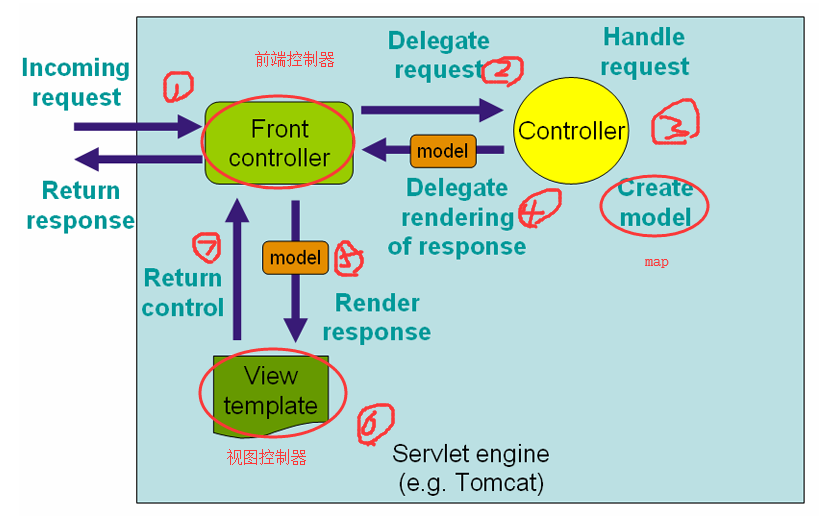 Incoming
request
①
前端控制器
Delegate
request
②
Handle
request
Front
controller
Controller
③
model
Return
response
Delegate
rendering
of response
④
Create
model
map
⑦
model
⑤
Return
control
Render
response
View
template
⑥
视图控制器
Servlet engine
(e.g. Tomcat)